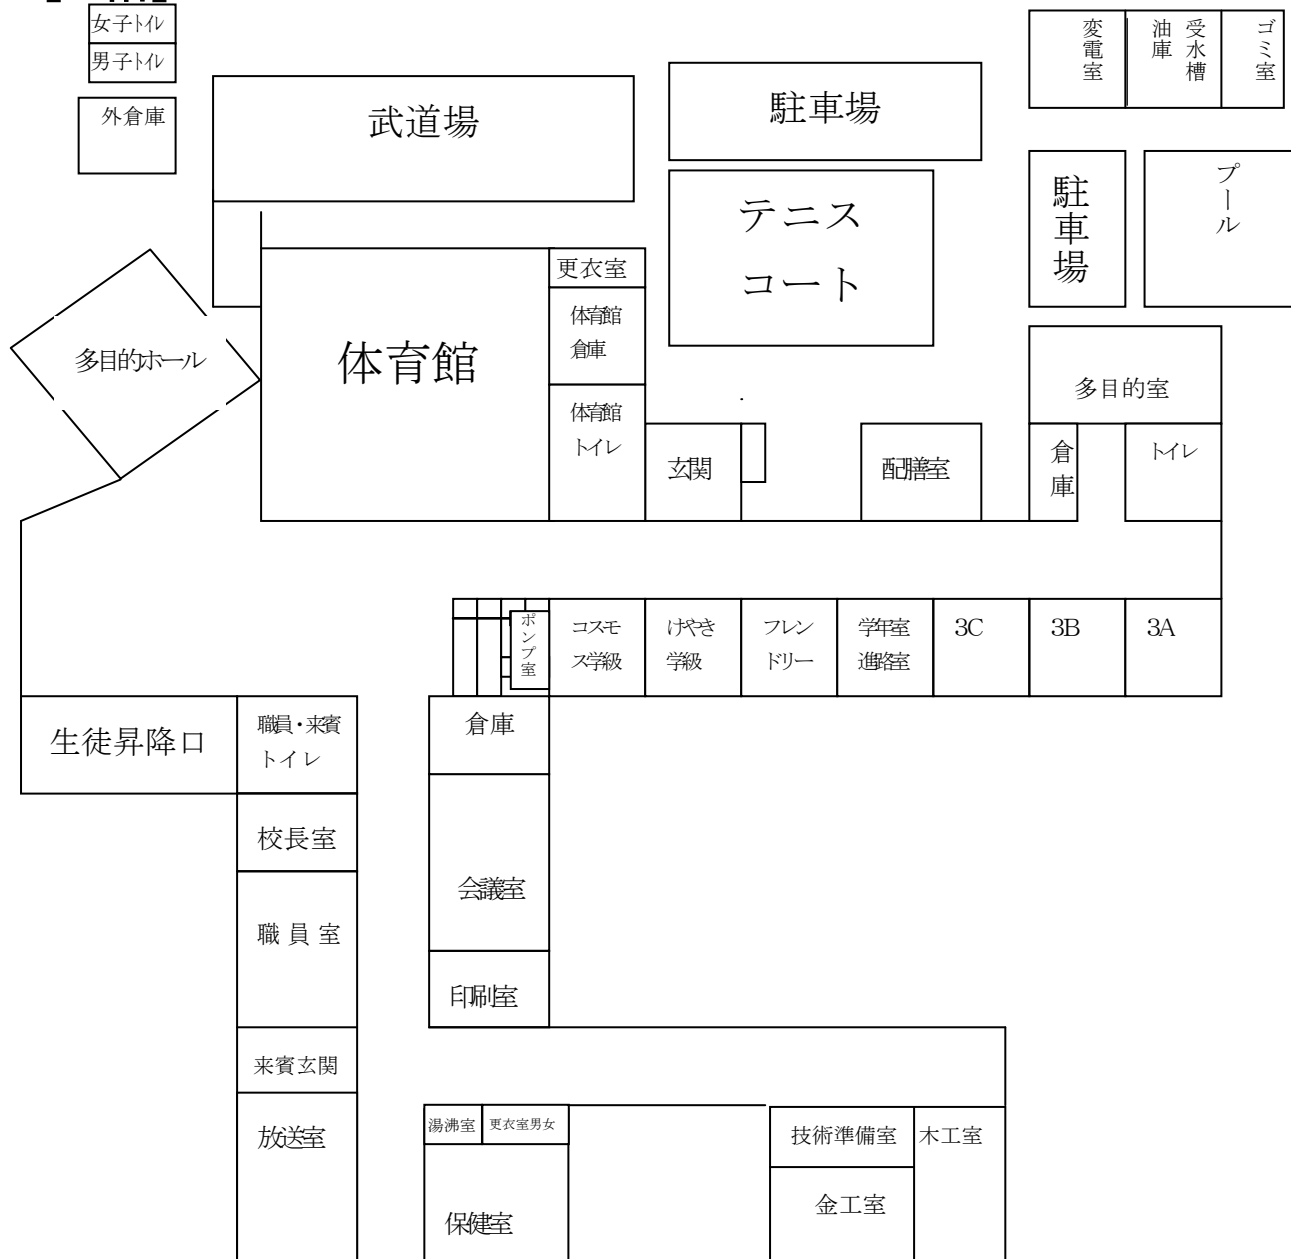 女子トイレ
男子トイレ
外倉庫
武道場
駐車場
変電室
油庫
受水槽
ゴミ室
テニス
コート
駐車場
プール
多目的ホール
体育館
更衣室
体育館
倉庫
体育館
トイレ
玄関
配膳室
多目的室
倉庫
トイレ
ポンプ室
コスモ
ス学級
けやき
学級
フレン
ドリー
学年室
進路室
3C
3B
3A
生徒昇降口
職員・来賓
トイレ
倉庫
校長室
会議室
職員室
印刷室
来賓玄関
放送室
湯沸室
更衣室男女
保健室
技術準備室
木工室
金工室